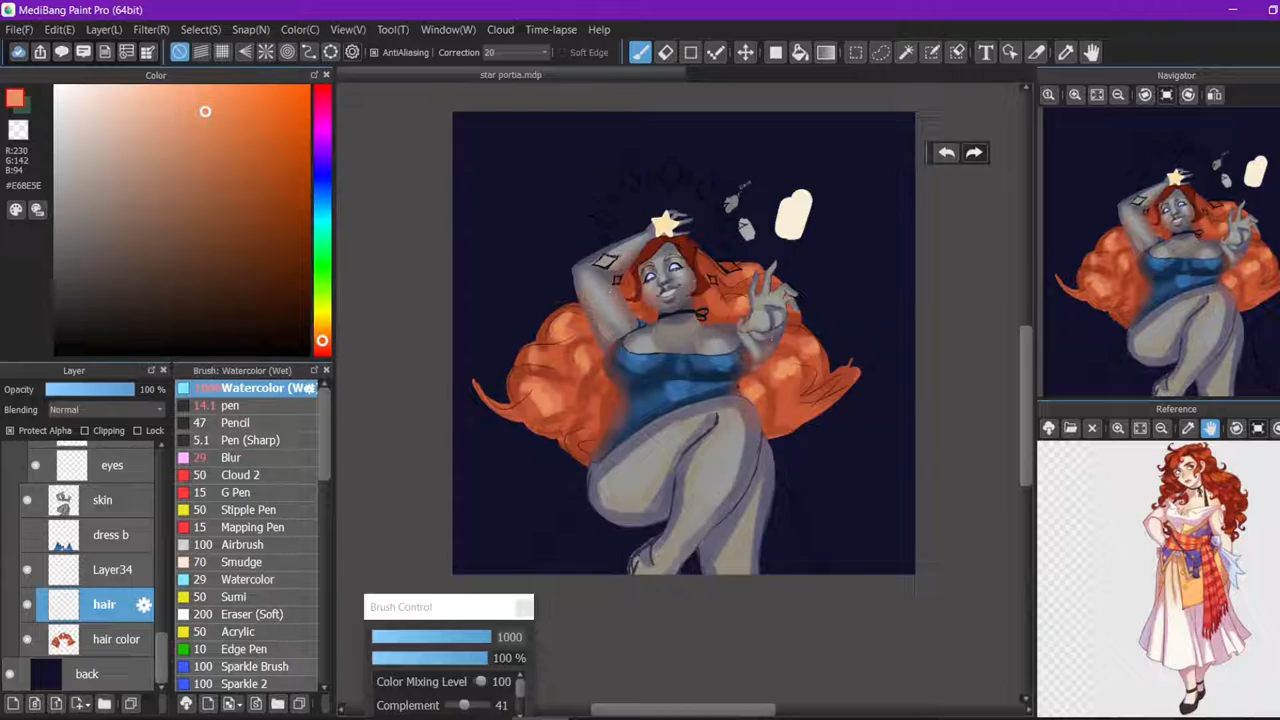 MediBang Paint Pro (64bit)
File(F) Edit(E) Layer(L) Filter(R) Select(S) Snap(N) Color(C) View(V) Tool(T) Window(W) Cloud Time-lapse Help
AntiAliasing Correction 20 Soft Edge
Color
star portia.mdp
Navigator
R:230
G:142
B:94
#E68E5E
Layer
Opacity 100 %
Blending Normal
Protect Alpha Clipping Lock
eyes
skin
dress b
Layer34
hair
hair color
back
Brush: Watercolor (Wet)
1000 Watercolor (Wet)
14.1 pen
47 Pencil
5.1 Pen (Sharp)
29 Blur
50 Cloud 2
15 G Pen
50 Stipple Pen
15 Mapping Pen
100 Airbrush
70 Smudge
29 Watercolor
50 Sumi
200 Eraser (Soft)
50 Acrylic
10 Edge Pen
100 Sparkle Brush
100 Sparkle 2
Brush Control
1000
100 %
Color Mixing Level 100
Complement 41
Reference